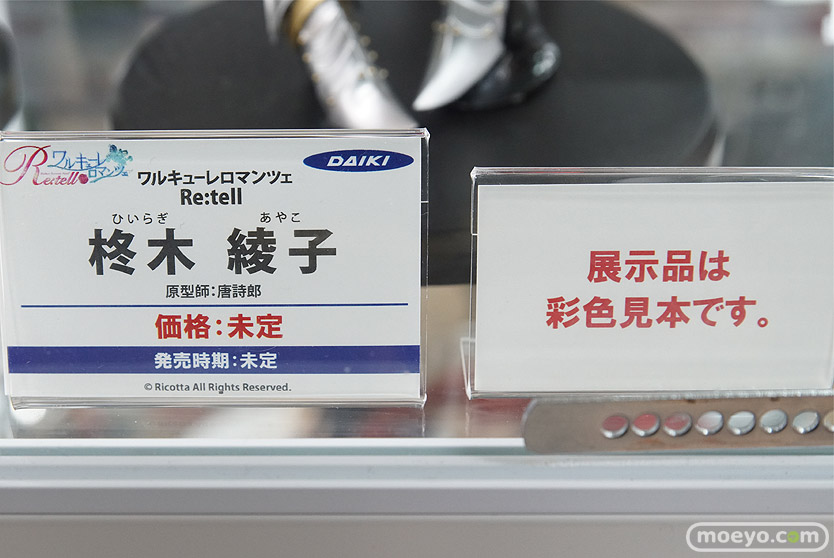 Re:tell
ワルキューレ
ロマンツェ
DAIKI
ワルキューレロマンツェ
Re:tell
ひいらぎ あやこ
柊木 綾子
原型師:唐詩郎
価格:未定
発売時期:未定
© Ricotta All Rights Reserved.
展示品は
彩色見本です。
moeyo.com